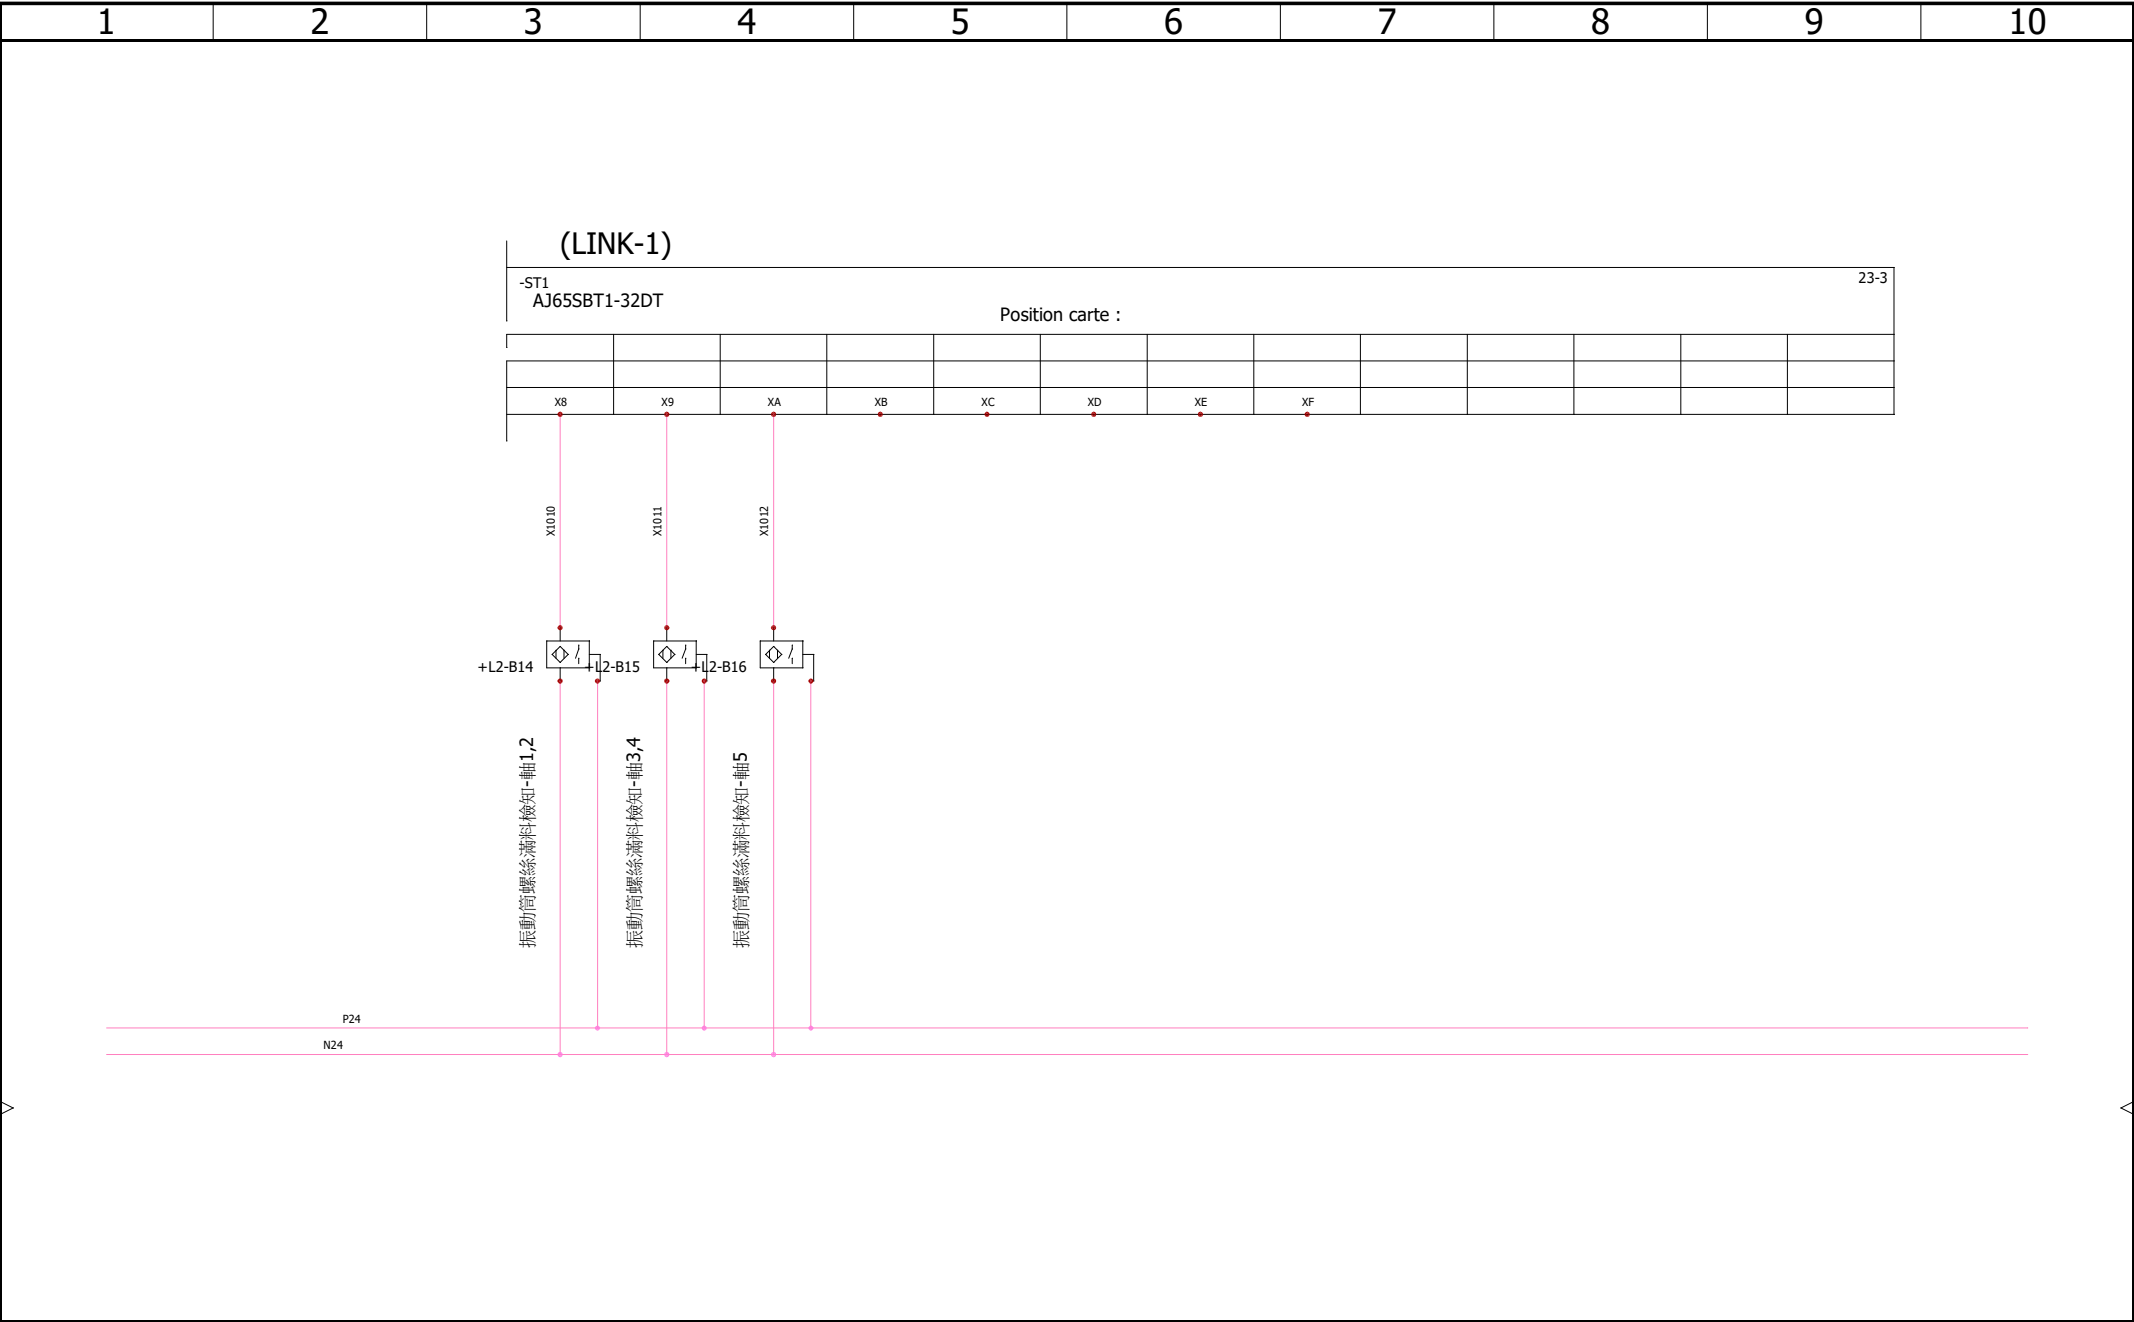 1 2 3 4 5 6 7 8 9 10
(LINK-1)
-ST1
23-3
AJ65SBT1-32DT
Position carte :
X8 X9 XA XB XC XD XE XF
X1010
X1011
X1012
+L2-B14
+L2-B15
+L2-B16
振動筒螺絲滿料檢知-軸1,2
振動筒螺絲滿料檢知-軸3,4
振動筒螺絲滿料檢知-軸5
P24
N24